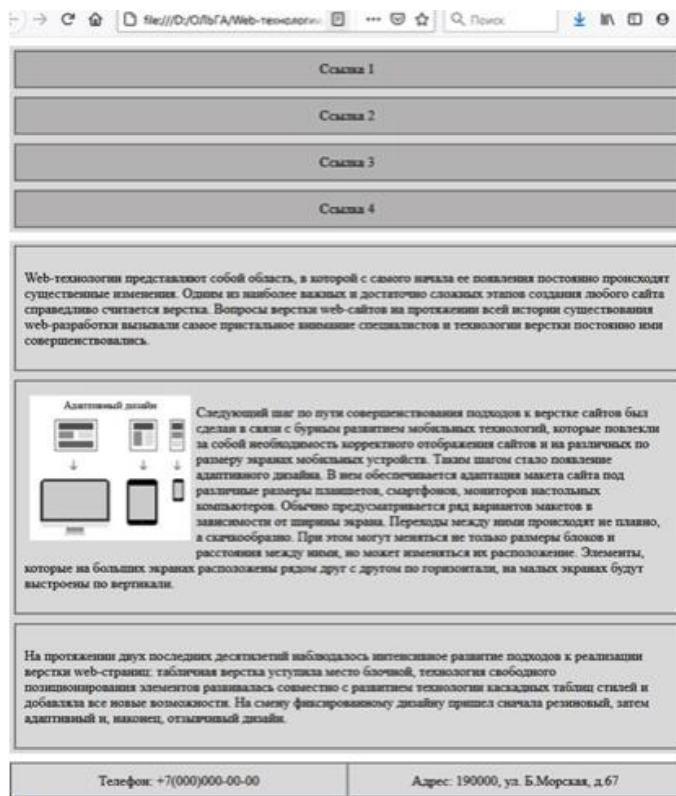 file:///D:/ОЛЬГА/Web-технологии
Поиск
Ссылка 1
Ссылка 2
Ссылка 3
Ссылка 4
Web-технологии представляют собой область, в которой с самого начала ее появления постоянно происходят
существенные изменения. Одним из наиболее важных и достаточно сложных этапов создания любого сайта
справедливо считается верстка. Вопросы верстки web-сайтов на протяжении всей истории существования
web-разработки вызывали самое пристальное внимание специалистов и технологии верстки постоянно ими
совершенствовались.
Адаптивный дизайн
Следующий шаг по пути совершенствования подходов к верстке сайтов был
сделан в связи с бурным развитием мобильных технологий, которые повлекли
за собой необходимость корректного отображения сайтов и на различных по
размеру экранах мобильных устройств. Таким шагом стало появление
адаптивного дизайна. В нем обеспечивается адаптация макета сайта под
различные размеры планшетов, смартфонов, мониторов настольных
компьютеров. Обычно предусматривается ряд вариантов макетов в
зависимости от ширины экрана. Переходы между ними происходят не плавно,
а скачкообразно. При этом могут меняться не только размеры блоков и
расстояния между ними, но может изменяться их расположение. Элементы,
которые на больших экранах расположены рядом друг с другом по горизонтали, на малых экранах будут
выстроены по вертикали.
На протяжении двух последних десятилетий наблюдалось интенсивное развитие подходов к реализации
верстки web-страниц: табличная верстка уступила место блочной, технология свободного
позиционирования элементов развивалась совместно с развитием технологии каскадных таблиц стилей и
добавляла все новые возможности. На смену фиксированному дизайну пришел сначала резиновый, затем
адаптивный и, наконец, отзывчивый дизайн.
Телефон: +7(000)000-00-00
Адрес: 190000, ул. Б.Морская, д.67